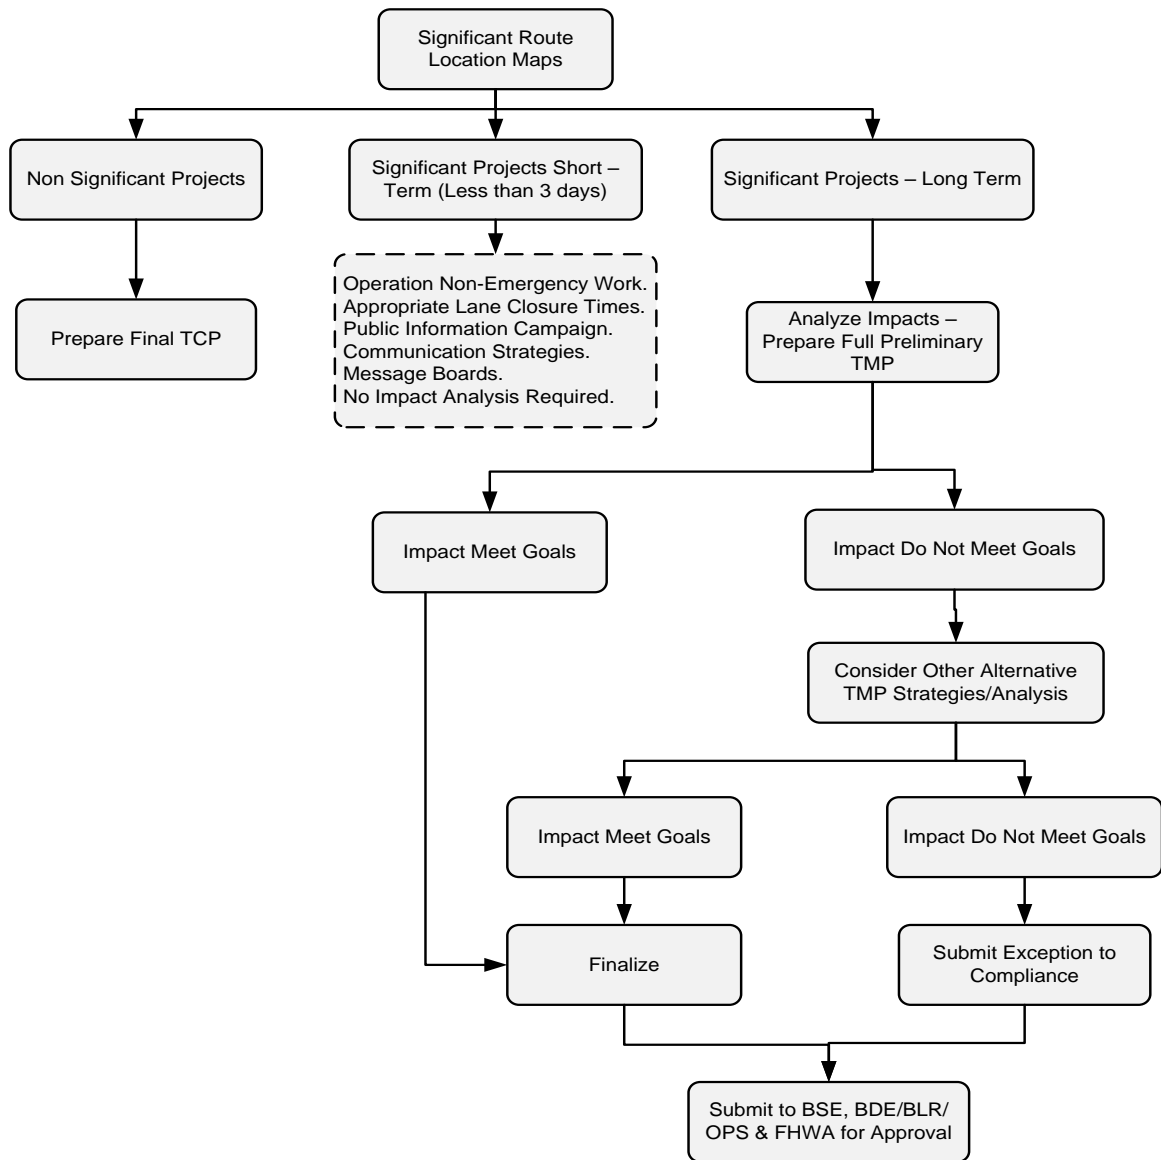 Significant Route
Location Maps
Non Significant Projects
Significant Projects Short –
Term (Less than 3 days)
Significant Projects – Long Term
Operation Non-Emergency Work.
Appropriate Lane Closure Times.
Public Information Campaign.
Communication Strategies.
Message Boards.
No Impact Analysis Required.
Prepare Final TCP
Analyze Impacts –
Prepare Full Preliminary
TMP
Impact Meet Goals
Impact Do Not Meet Goals
Consider Other Alternative
TMP Strategies/Analysis
Impact Meet Goals
Impact Do Not Meet Goals
Finalize
Submit Exception to
Compliance
Submit to BSE, BDE/BLR/
OPS & FHWA for Approval